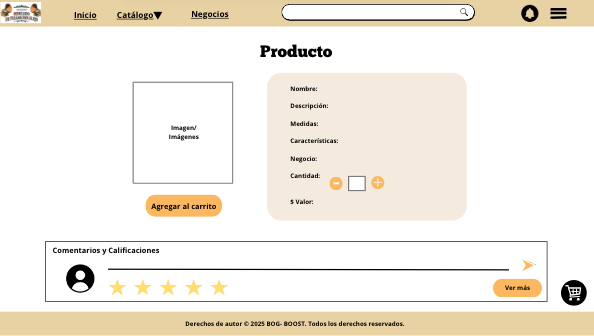 Inicio
Catálogo
Negocios
Producto
Imagen/
Imágenes
Agregar al carrito
Nombre:
Descripción:
Medidas:
Características:
Negocio:
Cantidad:
$ Valor:
Comentarios y Calificaciones
Ver más
Derechos de autor © 2025 BOG- BOOST. Todos los derechos reservados.